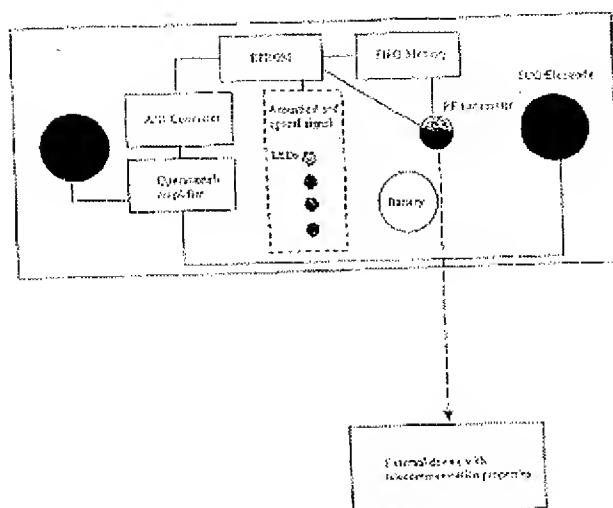 EEPROM
FIFO Memory
ECG Electrode
A/D Converter
Acoustical and
optical signal
RF transmitter
LEDs
Operational
amplifier
Battery
External device with
telecommunication properties